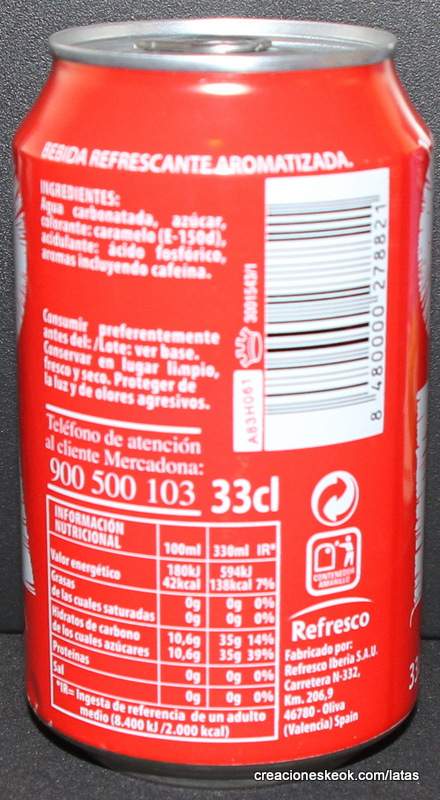 BEBIDA REFRESCANTE AROMATIZADA.
INGREDIENTES:
Agua carbonatada, azúcar,
colorante: caramelo (E-150d),
acidulante: ácido fosfórico,
aromas incluyendo cafeína.
Consumir preferentemente
antes del: /Lote: ver base.
Conservar en lugar limpio,
fresco y seco. Proteger de
la luz y de olores agresivos.
8 480000 278821
3001542/1
A83H061
Teléfono de atención
al cliente Mercadona:
900 500 103
33cl
INFORMACIÓN
NUTRICIONAL
100ml 330ml IR*
Valor energético 180kJ 594kJ
42kcal 138kcal 7%
Grasas 0g 0g 0%
de las cuales saturadas 0g 0g 0%
Hidratos de carbono 10,6g 35g 14%
de los cuales azúcares 10,6g 35g 39%
Proteínas 0g 0g 0%
Sal 0g 0g 0%
*IR= Ingesta de referencia de un adulto
medio (8.400 kJ /2.000 kcal)
CONTENEDOR
AMARILLO
Refresco
Fabricado por:
Refresco Iberia S.A.U.
Carretera N-332,
Km. 206,9
46780 - Oliva
(Valencia) Spain
creacioneskeok.com/latas